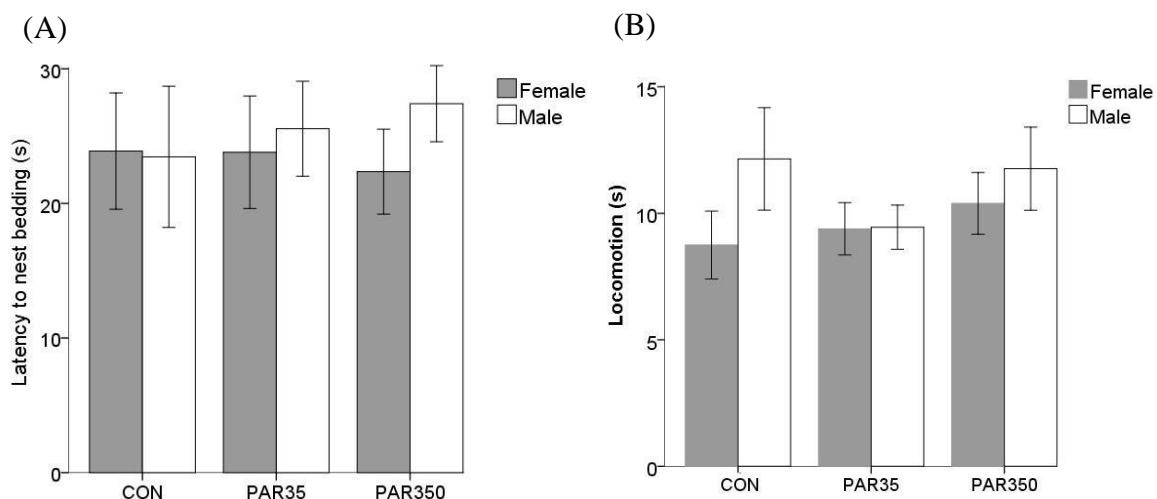 (A)
(B)
30
20
10
0
Latency to nest bedding (s)
Female
Male
CON
PAR35
PAR350
15
10
5
0
Locomotion (s)
Female
Male
CON
PAR35
PAR350